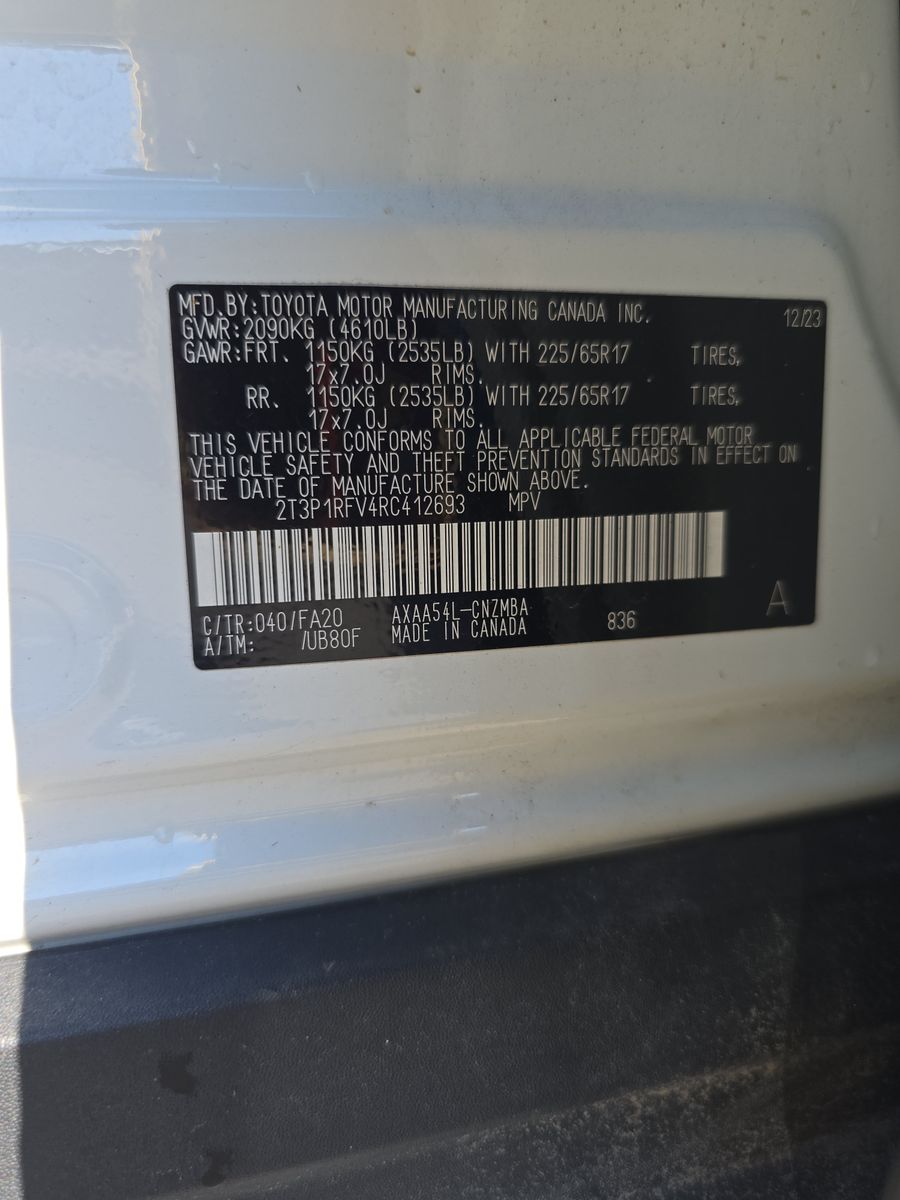 MFD.BY:TOYOTA MOTOR MANUFACTURING CANADA INC. 12/23
GVWR:2090KG (4610LB)
GAWR:FRT. 1150KG (2535LB) WITH 225/65R17 TIRES,
17x7.0J RIMS.
RR. 1150KG (2535LB) WITH 225/65R17 TIRES,
17x7.0J RIMS.
THIS VEHICLE CONFORMS TO ALL APPLICABLE FEDERAL MOTOR
VEHICLE SAFETY AND THEFT PREVENTION STANDARDS IN EFFECT ON
THE DATE OF MANUFACTURE SHOWN ABOVE.
2T3P1RFV4RC412693 MPV
C/TR:040/FA20 AXAA54L-CNZMBA 836 A
A/TM: /UB80F MADE IN CANADA